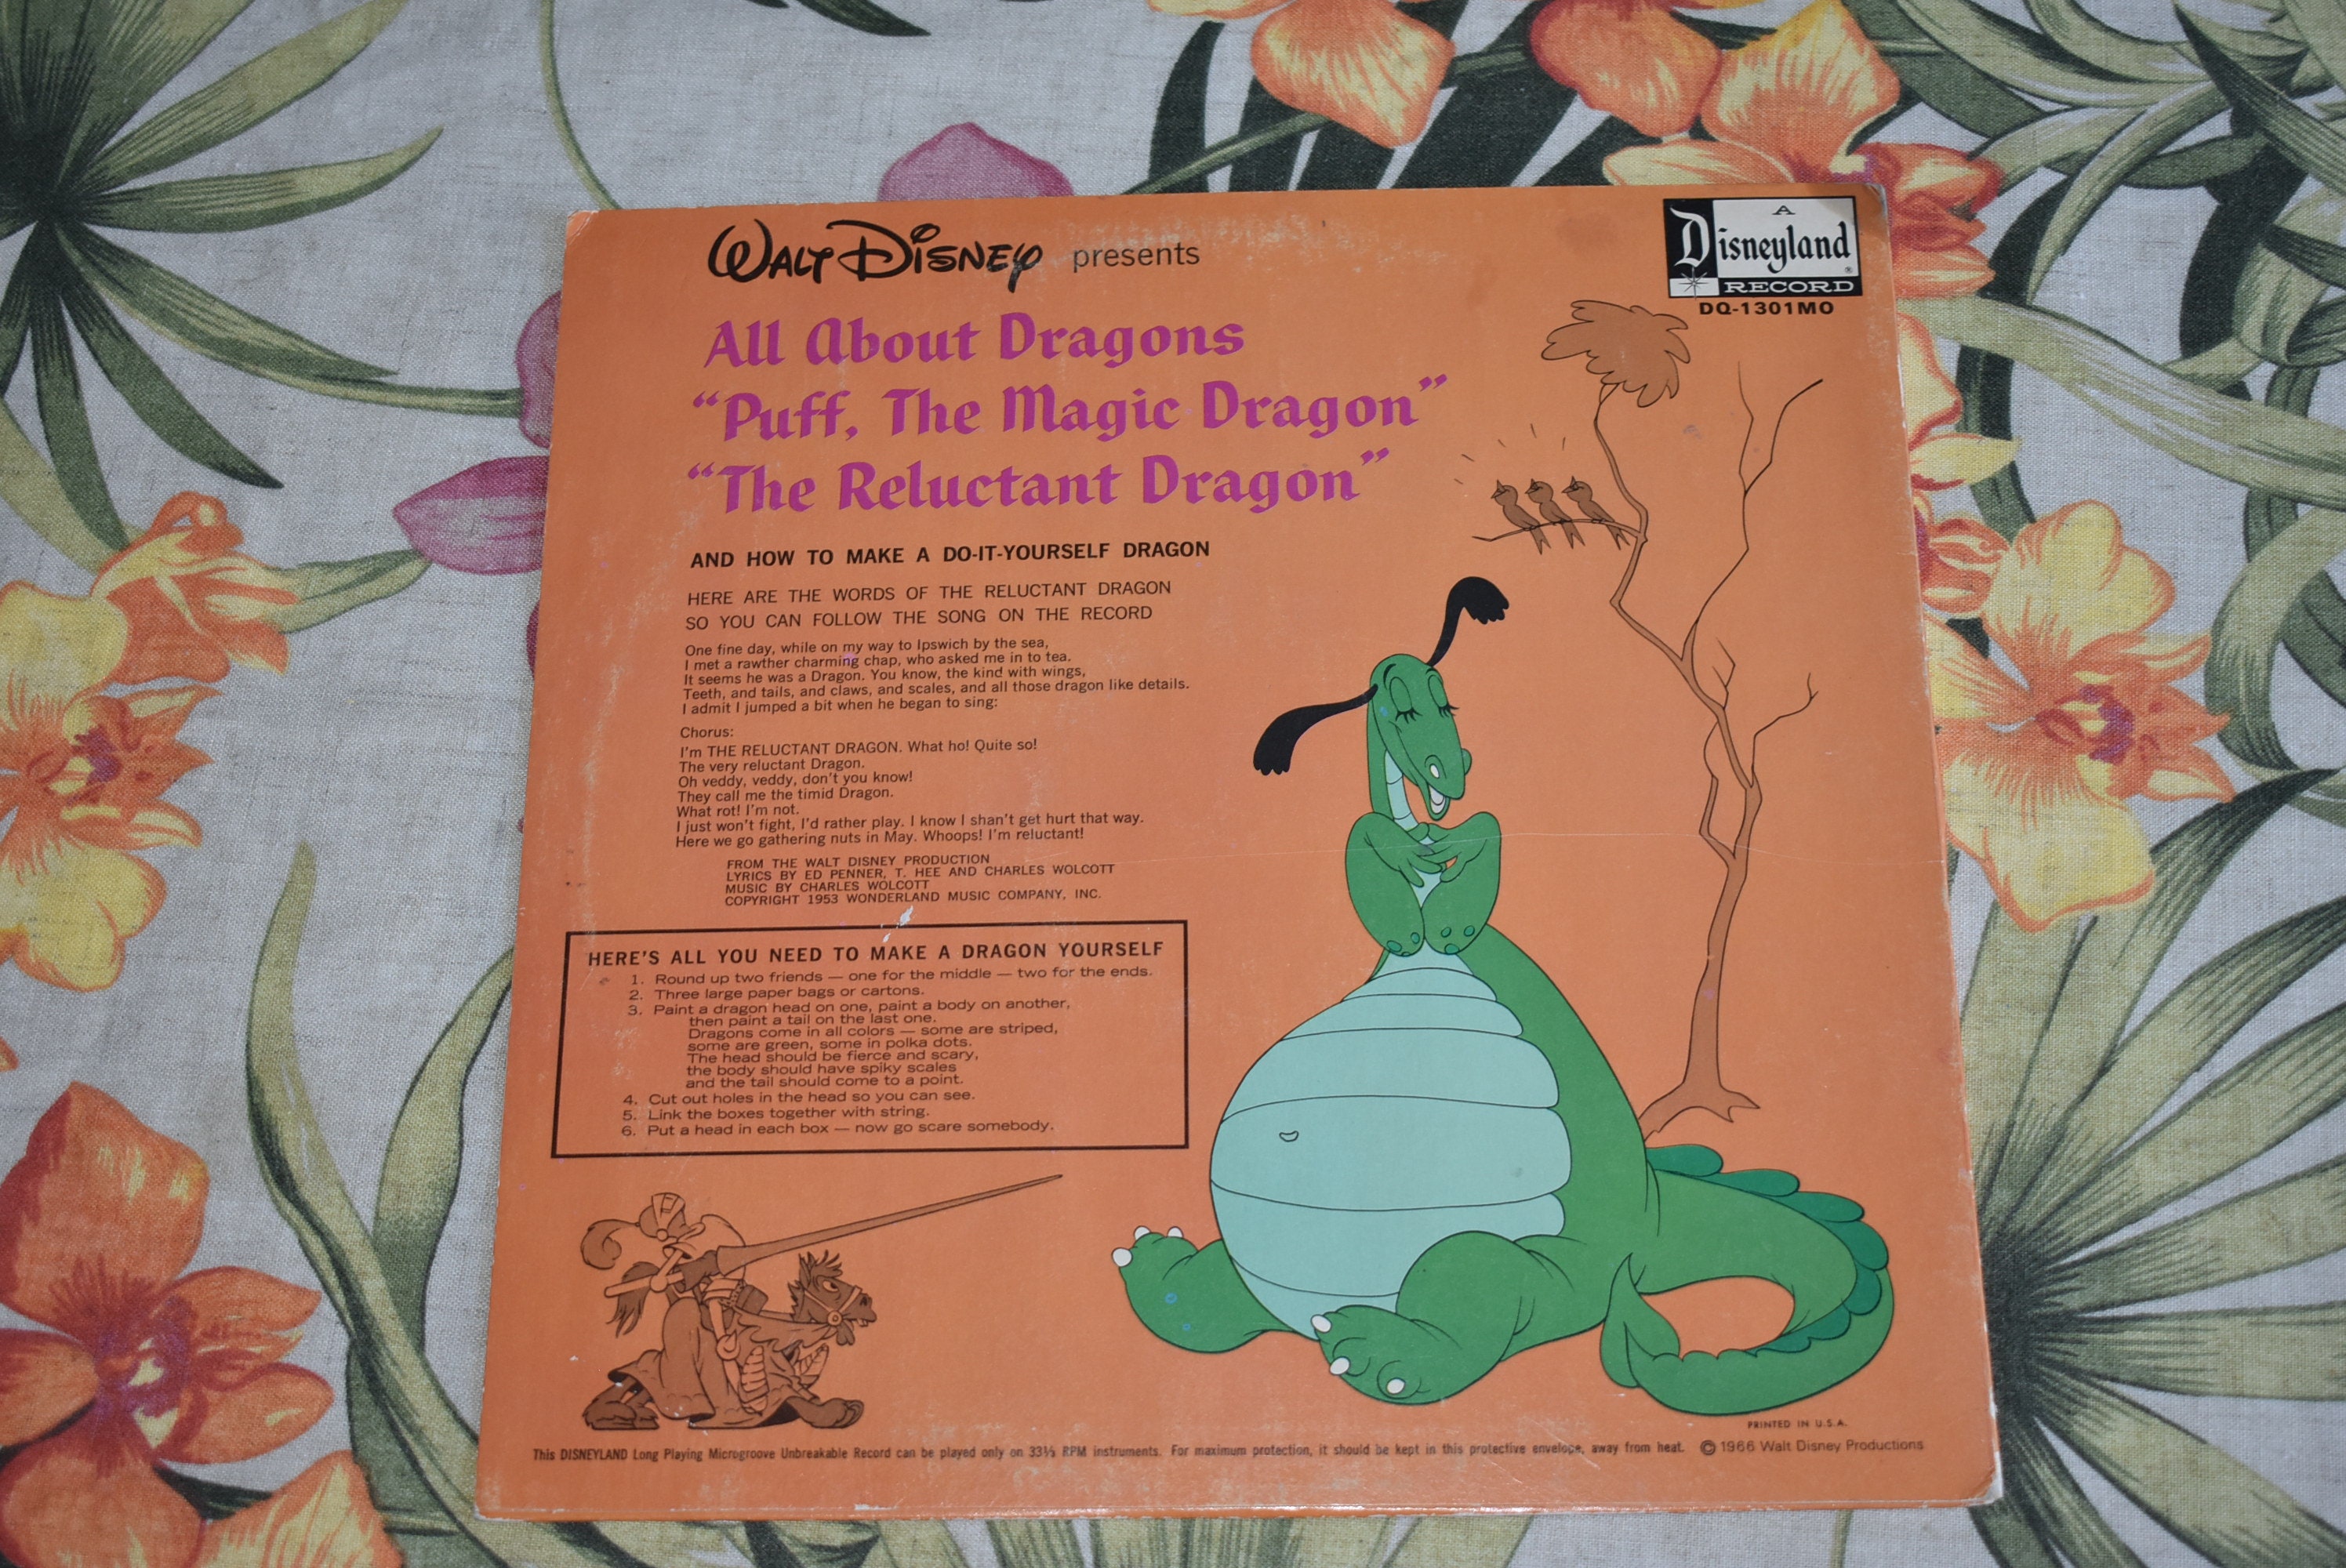 WALT DISNEY presents
A
Disneyland
®
RECORD
DQ-1301MO
All About Dragons
“Puff, The Magic Dragon”
“The Reluctant Dragon”
AND HOW TO MAKE A DO-IT-YOURSELF DRAGON
HERE ARE THE WORDS OF THE RELUCTANT DRAGON
SO YOU CAN FOLLOW THE SONG ON THE RECORD
One fine day, while on my way to Ipswich by the sea,
I met a rawther charming chap, who asked me in to tea.
It seems he was a Dragon. You know, the kind with wings,
Teeth, and tails, and claws, and scales, and all those dragon like details.
I admit I jumped a bit when he began to sing:
Chorus:
I'm THE RELUCTANT DRAGON. What ho! Quite so!
The very reluctant Dragon.
Oh veddy, veddy, don't you know!
They call me the timid Dragon.
What rot! I'm not.
I just won't fight, I'd rather play. I know I shan't get hurt that way.
Here we go gathering nuts in May. Whoops! I'm reluctant!
FROM THE WALT DISNEY PRODUCTION
LYRICS BY ED PENNER, T. HEE AND CHARLES WOLCOTT
MUSIC BY CHARLES WOLCOTT
COPYRIGHT 1953 WONDERLAND MUSIC COMPANY, INC.
HERE'S ALL YOU NEED TO MAKE A DRAGON YOURSELF
1. Round up two friends — one for the middle — two for the ends.
2. Three large paper bags or cartons.
3. Paint a dragon head on one, paint a body on another,
then paint a tail on the last one.
Dragons come in all colors — some are striped,
some are green, some in polka dots.
The head should be fierce and scary,
the body should have spiky scales
and the tail should come to a point.
4. Cut out holes in the head so you can see.
5. Link the boxes together with string.
6. Put a head in each box — now go scare somebody.
PRINTED IN U.S.A.
This DISNEYLAND Long Playing Microgroove Unbreakable Record can be played only on 33⅓ RPM instruments. For maximum protection, it should be kept in this protective envelope, away from heat. © 1966 Walt Disney Productions